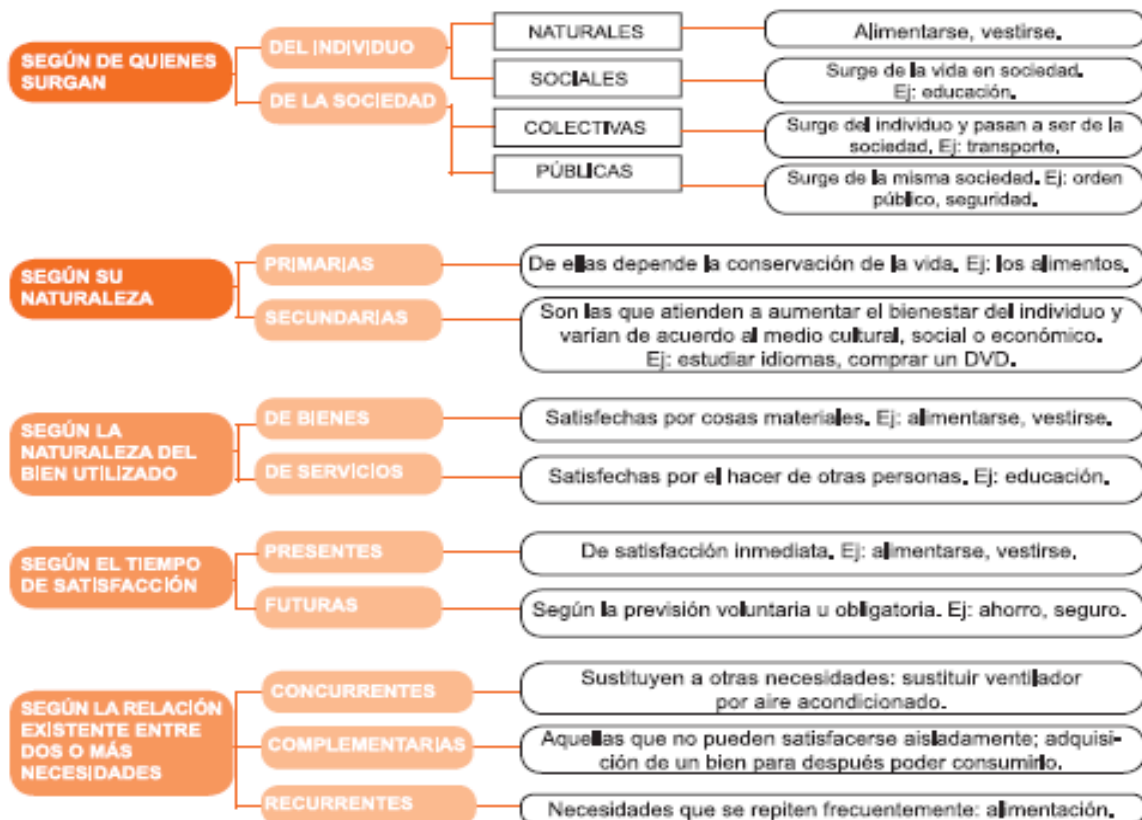 SEGÚN DE QUIENES
SURGAN
DEL INDIVIDUO
DE LA SOCIEDAD
NATURALES
Alimentarse, vestirse.
SOCIALES
Surge de la vida en sociedad.
Ej: educación.
COLECTIVAS
Surge del individuo y pasan a ser de la
sociedad. Ej: transporte.
PÚBLICAS
Surge de la misma sociedad. Ej: orden
público, seguridad.
SEGÚN SU
NATURALEZA
PRIMARIAS
De ellas depende la conservación de la vida. Ej: los alimentos.
SECUNDARIAS
Son las que atienden a aumentar el bienestar del individuo y
varían de acuerdo al medio cultural, social o económico.
Ej: estudiar idiomas, comprar un DVD.
SEGÚN LA
NATURALEZA DEL
BIEN UTILIZADO
DE BIENES
Satisfechas por cosas materiales. Ej: alimentarse, vestirse.
DE SERVICIOS
Satisfechas por el hacer de otras personas. Ej: educación.
SEGÚN EL TIEMPO
DE SATISFACCIÓN
PRESENTES
De satisfacción inmediata. Ej: alimentarse, vestirse.
FUTURAS
Según la previsión voluntaria u obligatoria. Ej: ahorro, seguro.
SEGÚN LA RELACIÓN
EXISTENTE ENTRE
DOS O MÁS
NECESIDADES
CONCURRENTES
Sustituyen a otras necesidades: sustituir ventilador
por aire acondicionado.
COMPLEMENTARIAS
Aquellas que no pueden satisfacerse aisladamente; adquisi-
ción de un bien para después poder consumirlo.
RECURRENTES
Necesidades que se repiten frecuentemente: alimentación.